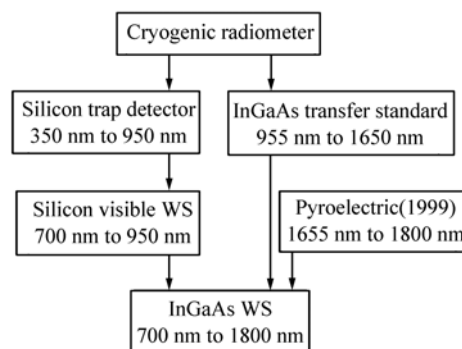 Cryogenic radiometer
Silicon trap detector
350 nm to 950 nm
InGaAs transfer standard
955 nm to 1650 nm
Silicon visible WS
700 nm to 950 nm
Pyroelectric(1999)
1655 nm to 1800 nm
InGaAs WS
700 nm to 1800 nm